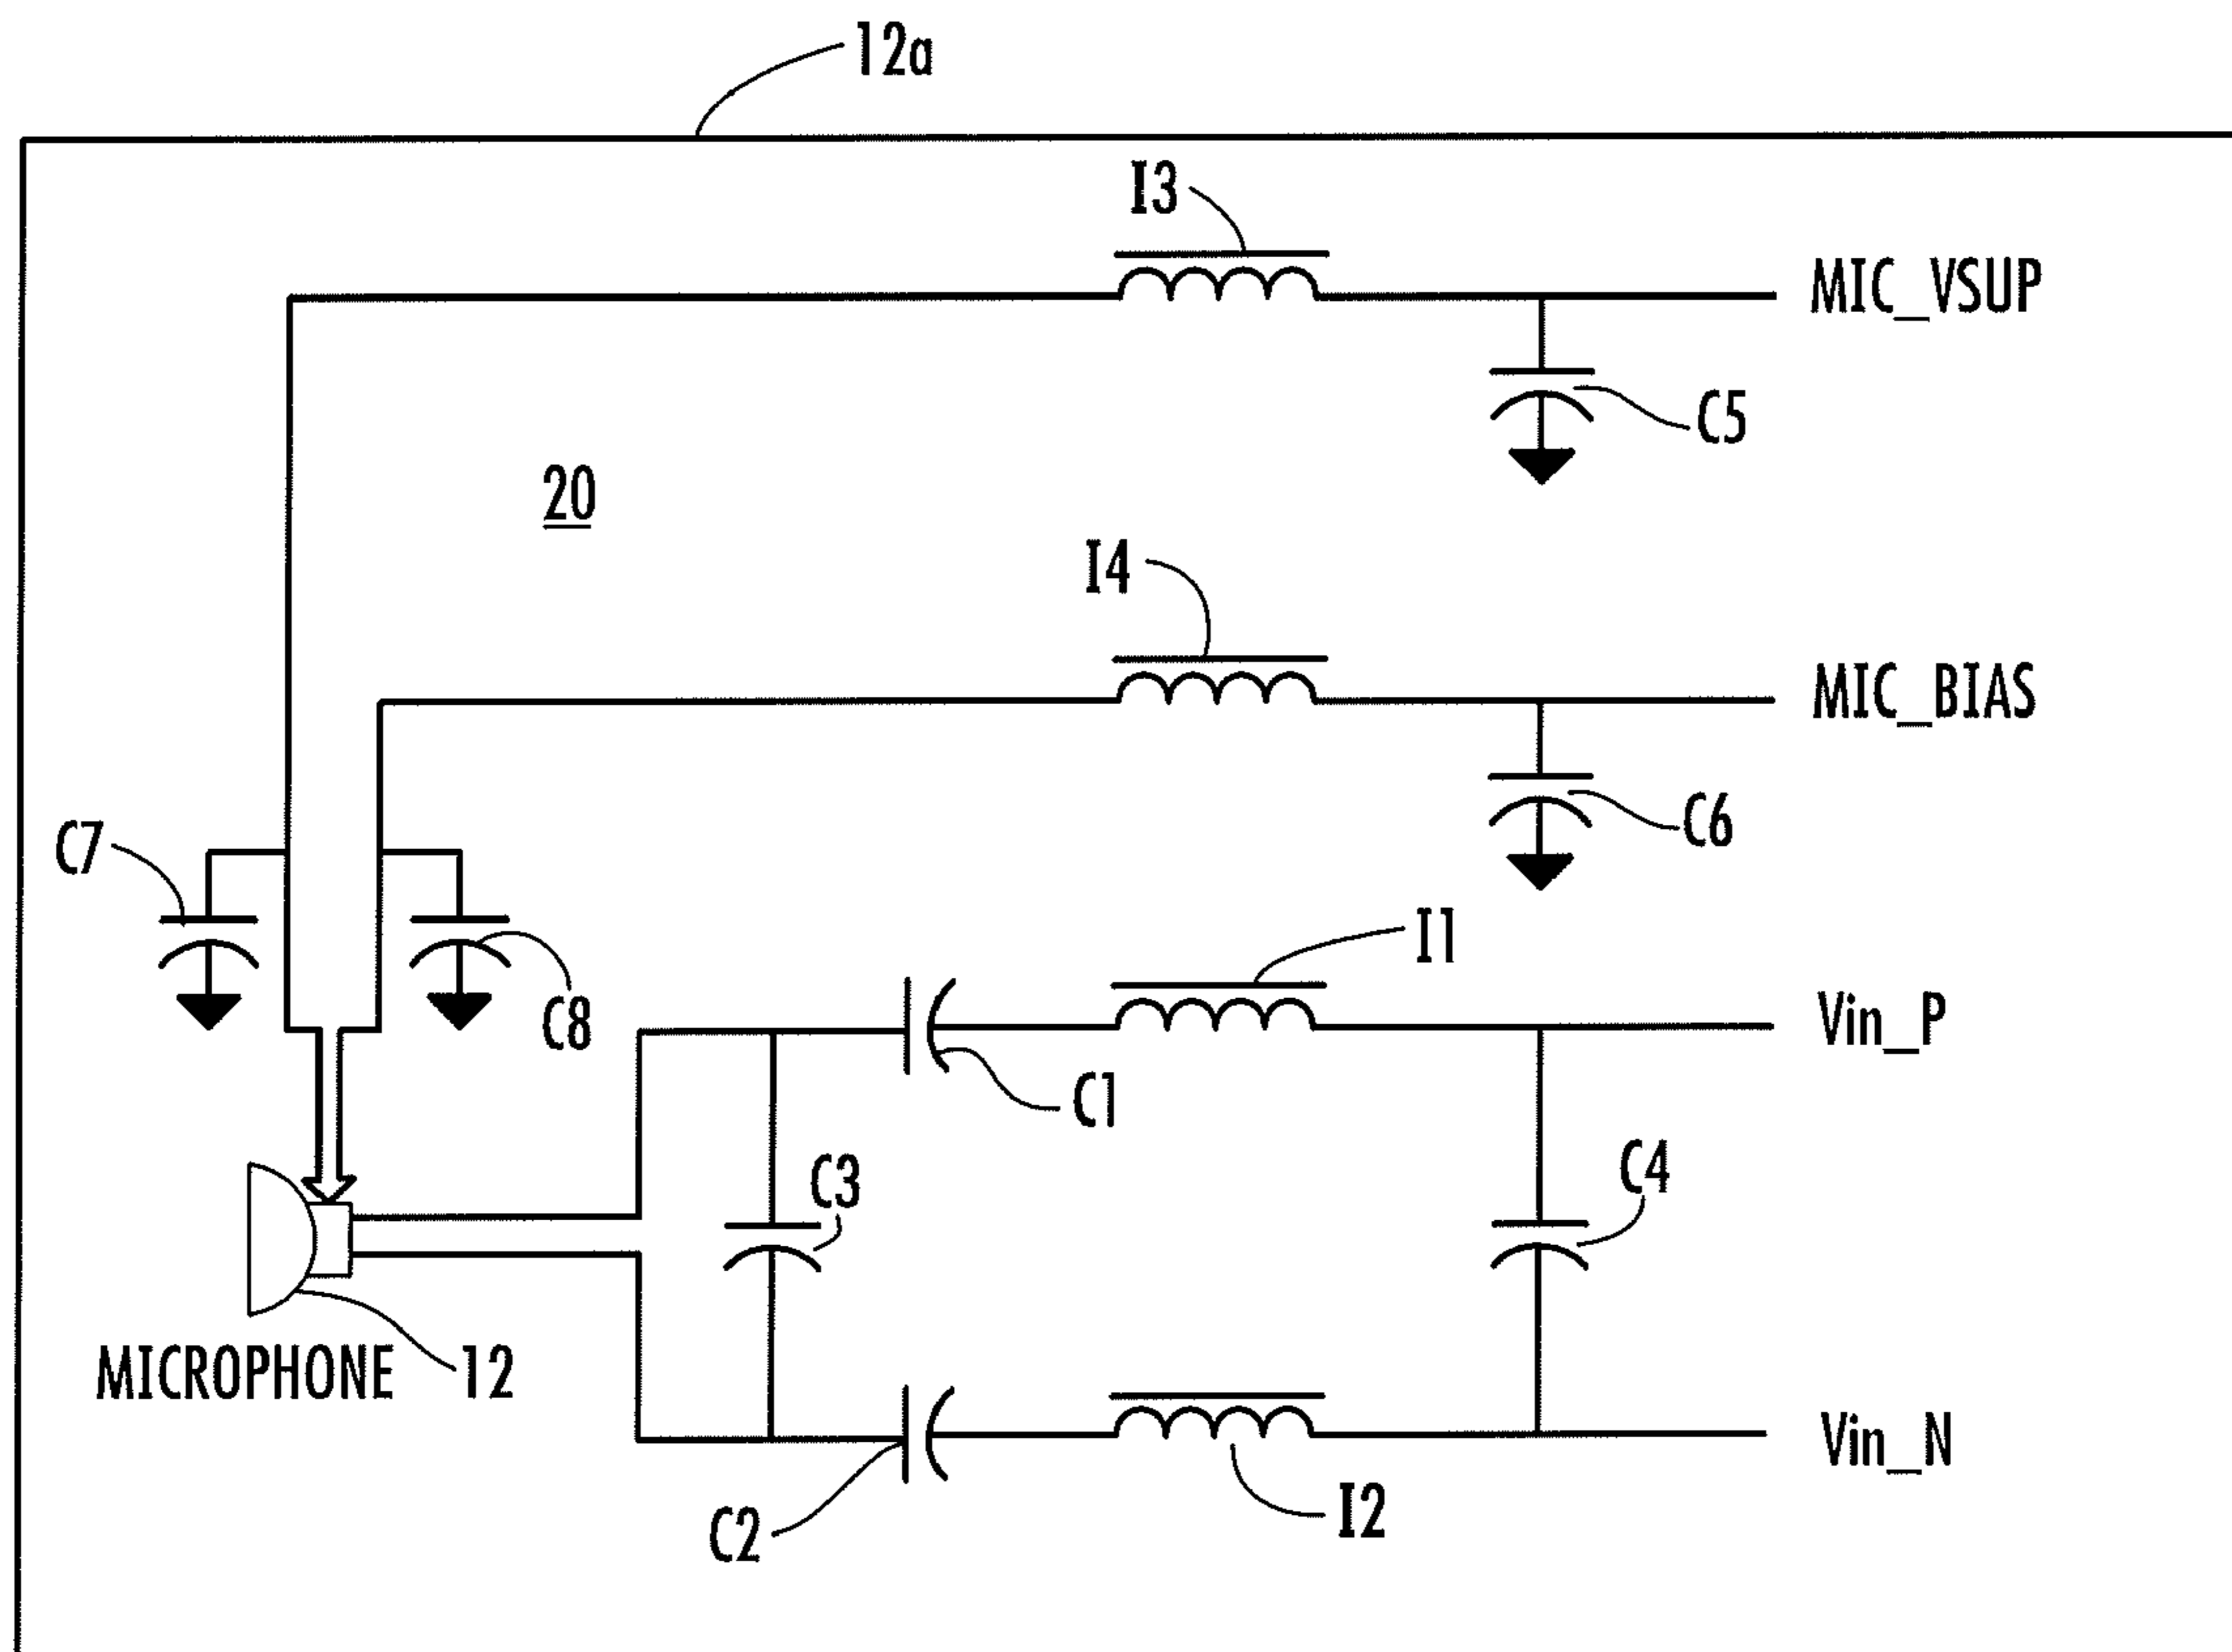 12a
I3
MIC_VSUP
C5
20
I4
MIC_BIAS
C6
C7
I1
C8
Vin_P
C1
C3
C4
MICROPHONE 12
Vin_N
C2
I2